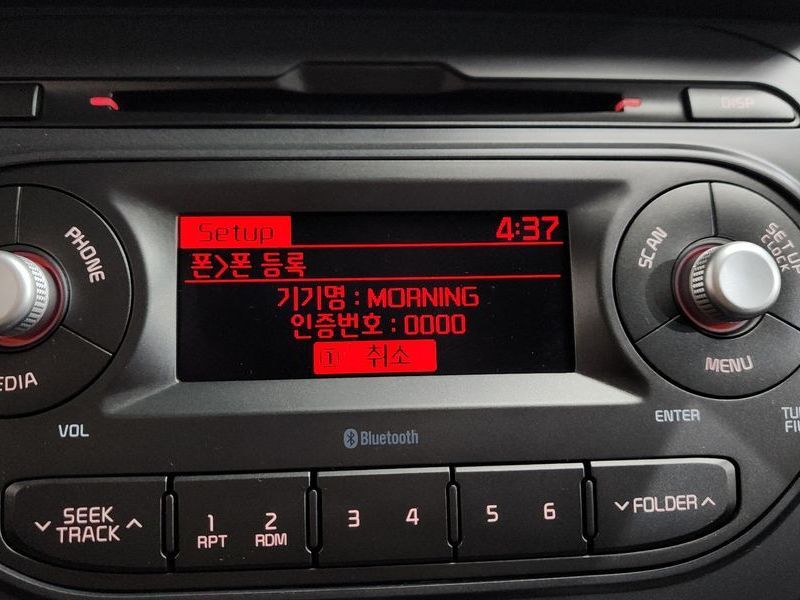 DISP
PHONE
Setup
4:37
폰>폰 등록
기기명 : MORNING
인증번호 : 0000
1 취소
SCAN
SETUP
CLOCK
MENU
EDIA
VOL
Bluetooth
ENTER
SEEK
TRACK
1
RPT
2
RDM
3
4
5
6
FOLDER